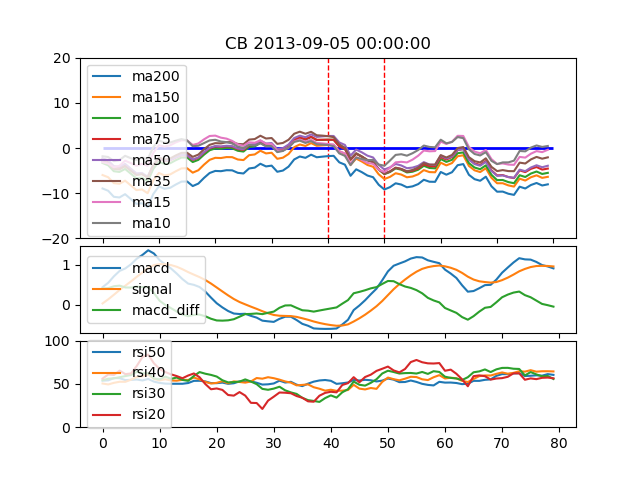 CB 2013-09-05 00:00:00
20
10
0
−10
−20
ma200
ma150
ma100
ma75
ma50
ma35
ma15
ma10
1
0
macd
signal
macd_diff
100
50
0
rsi50
rsi40
rsi30
rsi20
0 10 20 30 40 50 60 70 80